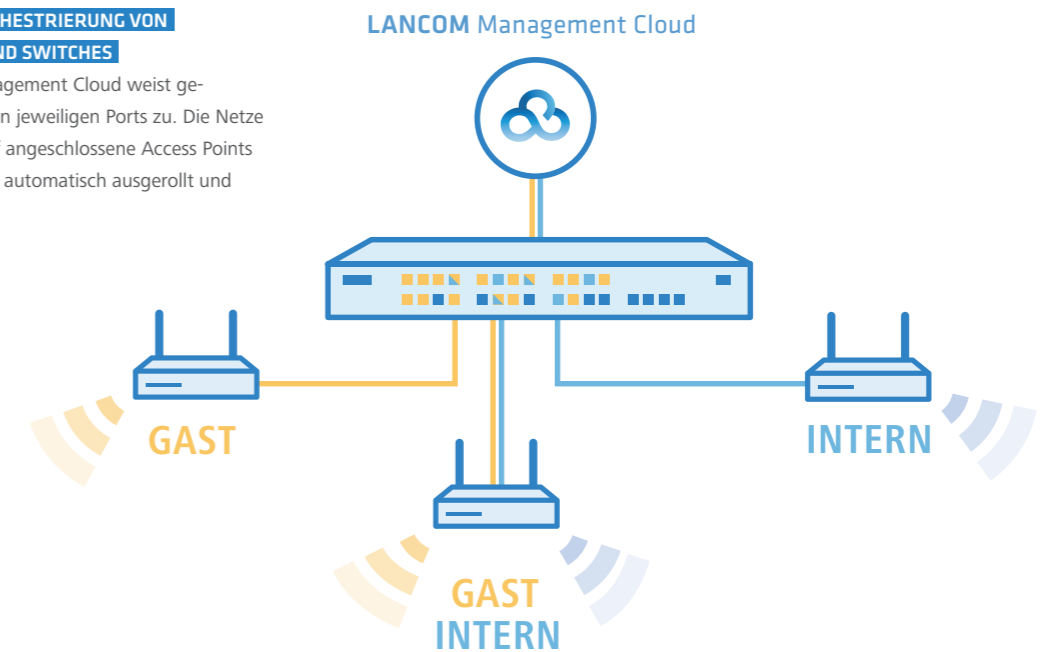 HESTRIERUNG VON
ND SWITCHES
agement Cloud weist ge-
n jeweiligen Ports zu. Die Netze
f angeschlossene Access Points
automatisch ausgerollt und
LANCOM Management Cloud
GAST
INTERN
GAST
INTERN